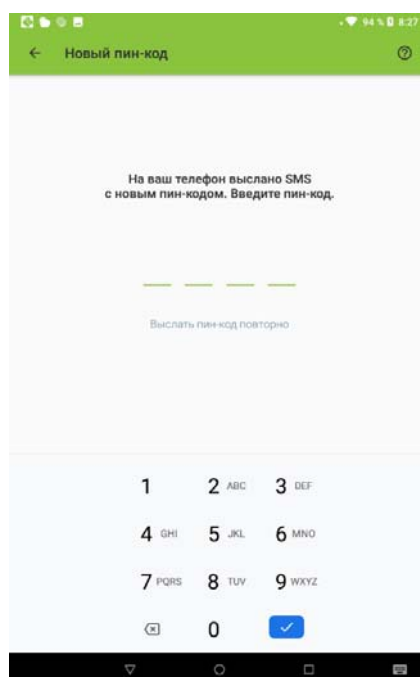 94 % 8:27
Новый пин-код
На ваш телефон выслано SMS
с новым пин-кодом. Введите пин-код.
Выслать пин-код повторно
1 2 ABC 3 DEF
4 GHI 5 JKL 6 MNO
7 PQRS 8 TUV 9 WXYZ
0